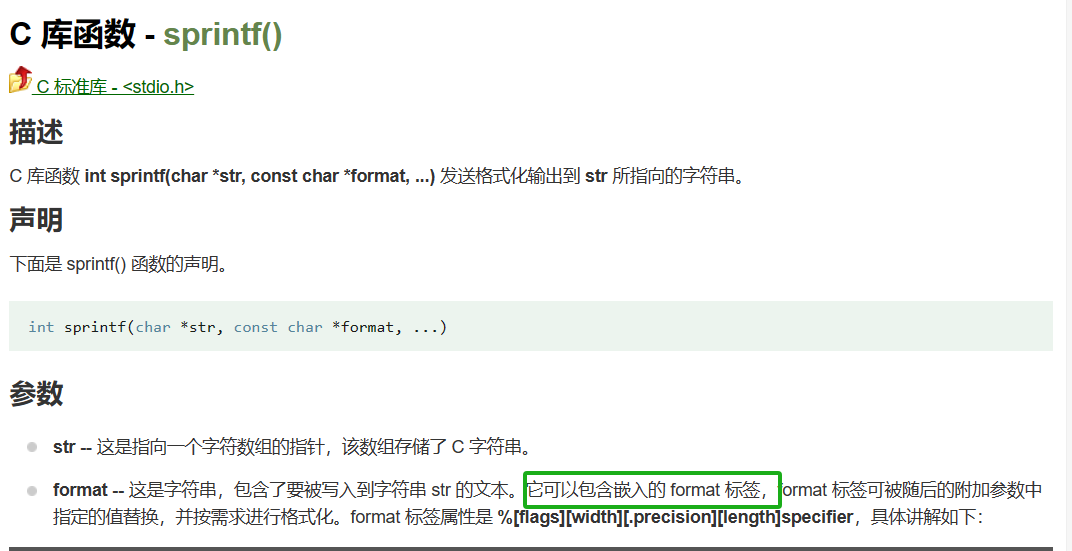 C 库函数 - sprintf()
C 标准库 - <stdio.h>
描述
C 库函数 int sprintf(char *str, const char *format, ...) 发送格式化输出到 str 所指向的字符串。
声明
下面是 sprintf() 函数的声明。
int sprintf(char *str, const char *format, ...)
参数
str -- 这是指向一个字符数组的指针，该数组存储了 C 字符串。
format -- 这是字符串，包含了要被写入到字符串 str 的文本。它可以包含嵌入的 format 标签，format 标签可被随后的附加参数中
指定的值替换，并按需求进行格式化。format 标签属性是 %[flags][width][.precision][length]specifier，具体讲解如下：